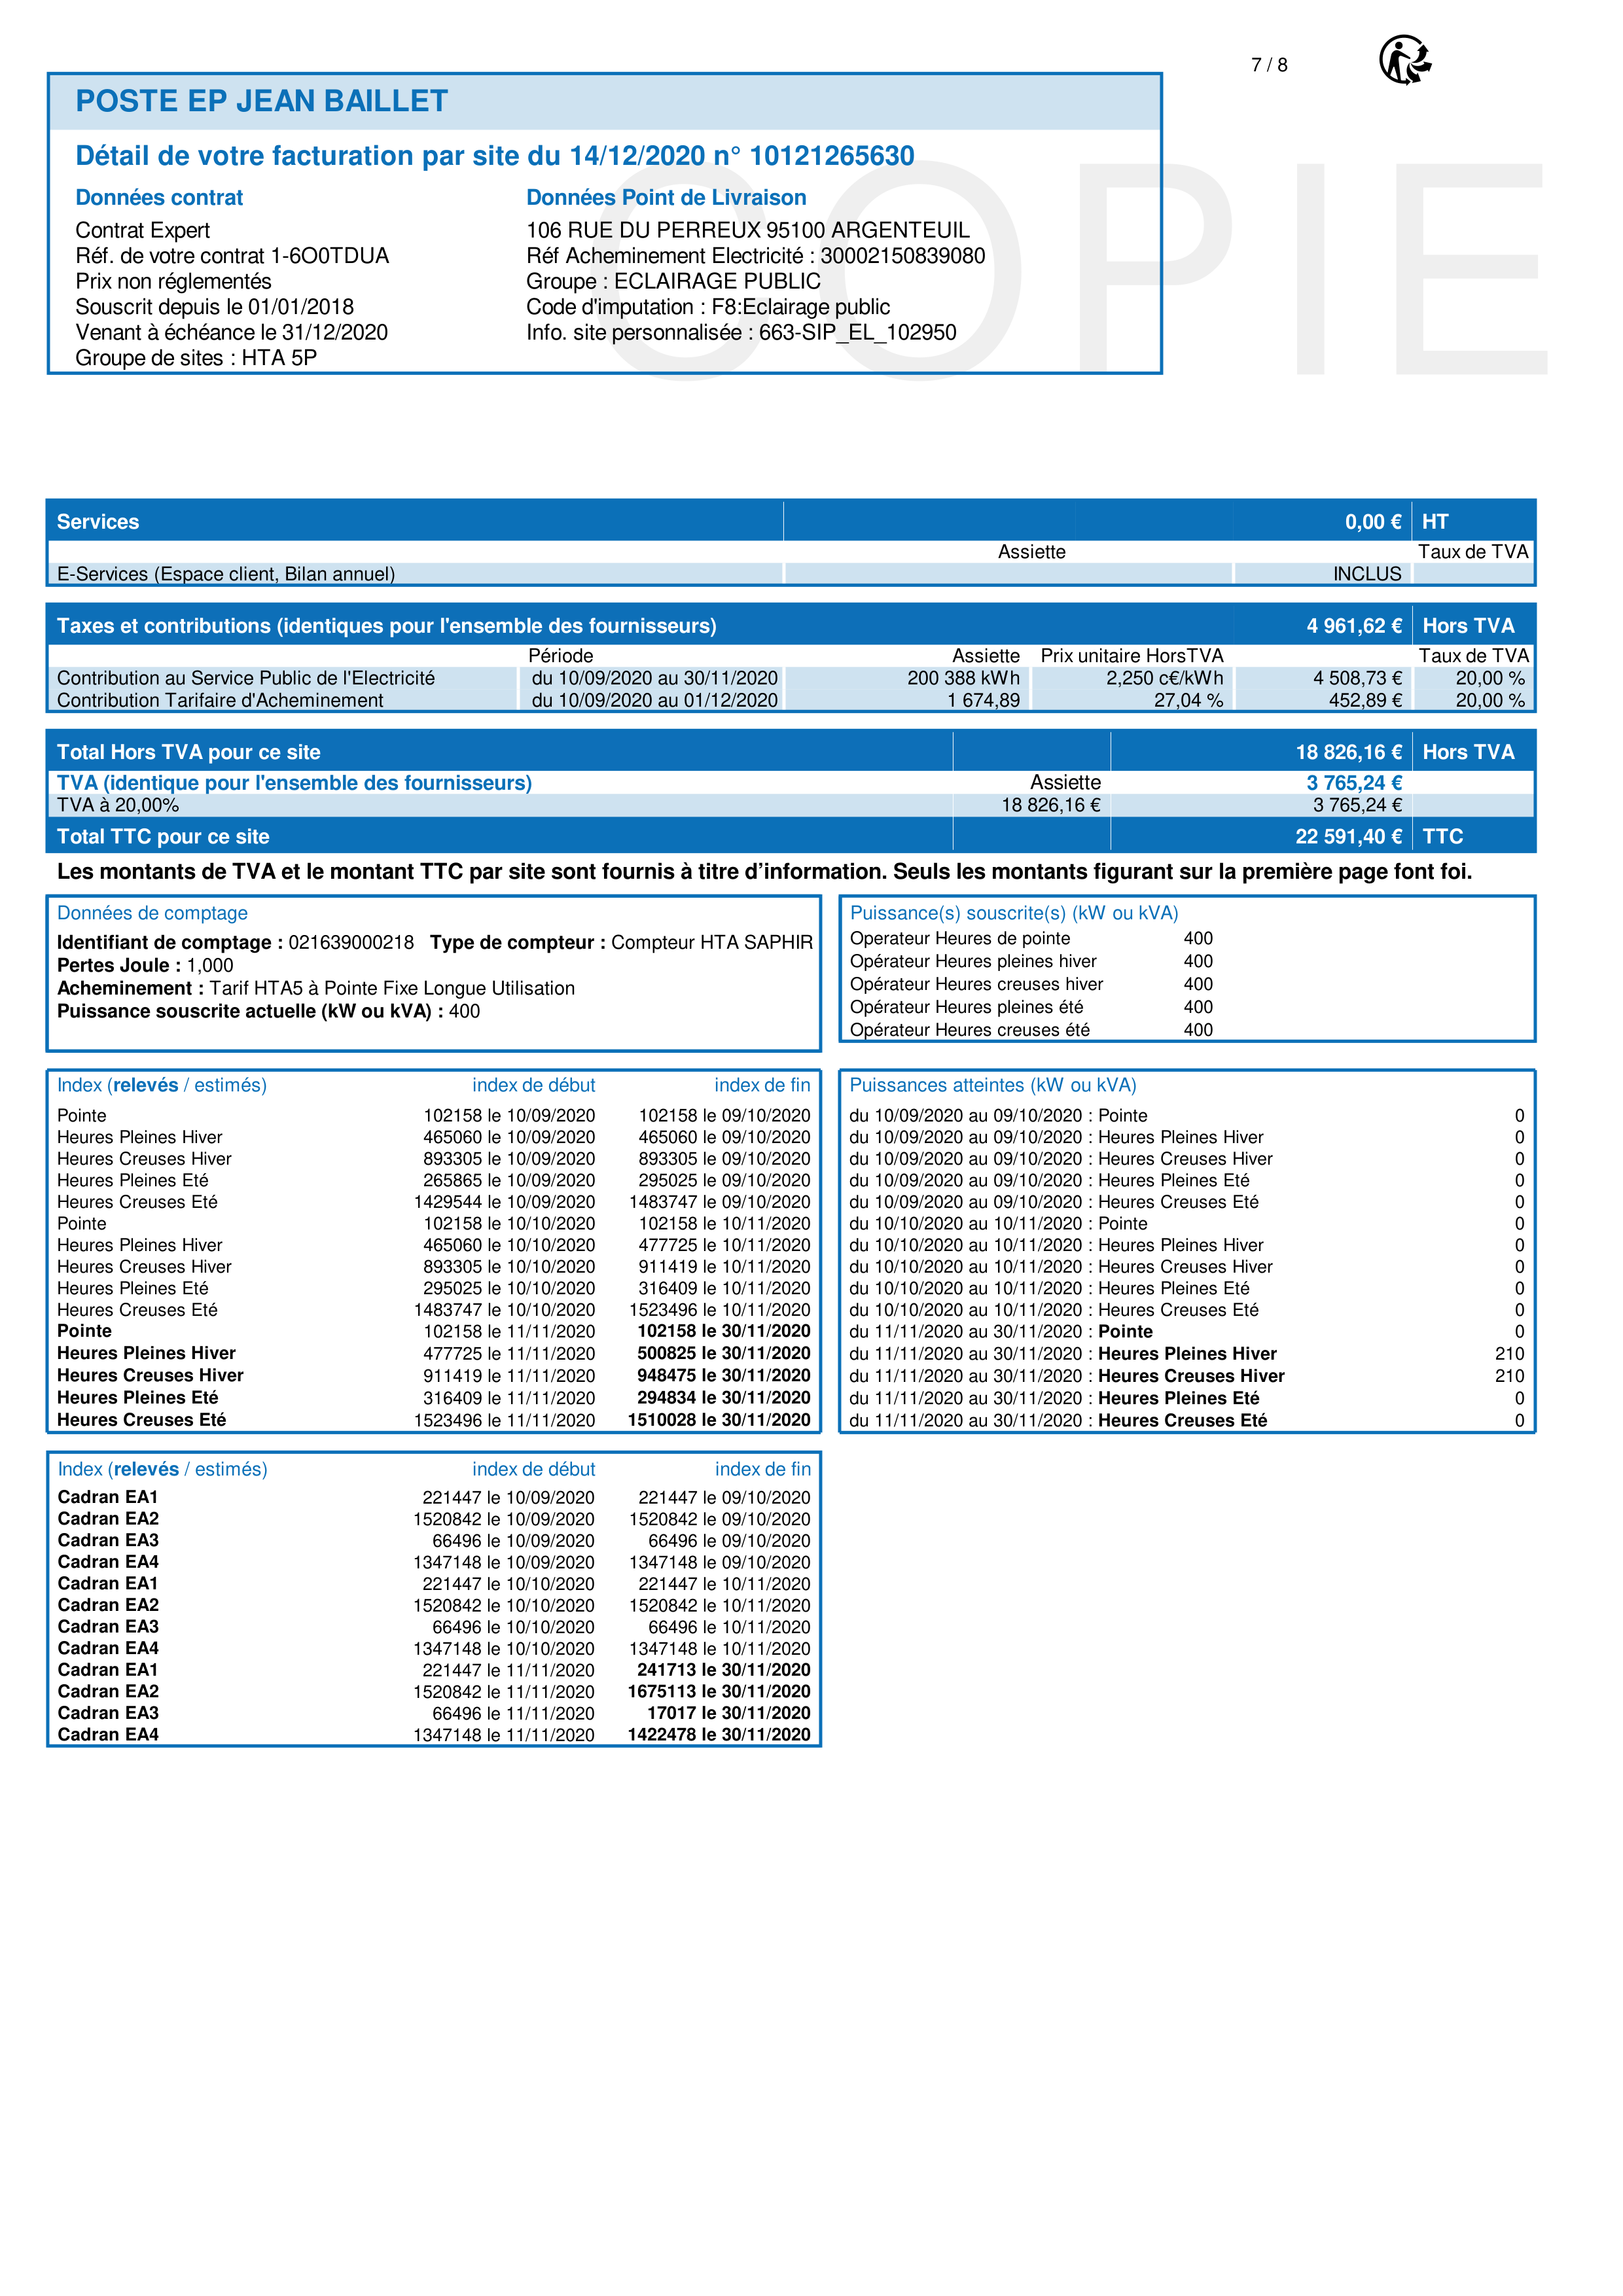 7 / 8
POSTE EP JEAN BAILLET
Détail de votre facturation par site du 14/12/2020 n° 10121265630
Données contrat Données Point de Livraison
Contrat Expert 106 RUE DU PERREUX 95100 ARGENTEUIL
Réf. de votre contrat 1-6O0TDUA Réf Acheminement Electricité : 30002150839080
Prix non réglementés Groupe : ECLAIRAGE PUBLIC
Souscrit depuis le 01/01/2018 Code d'imputation : F8:Eclairage public
Venant à échéance le 31/12/2020 Info. site personnalisée : 663-SIP_EL_102950
Groupe de sites : HTA 5P
COPIE
Services 0,00 € HT
Assiette Taux de TVA
E-Services (Espace client, Bilan annuel) INCLUS
Taxes et contributions (identiques pour l'ensemble des fournisseurs) 4 961,62 € Hors TVA
Période Assiette Prix unitaire HorsTVA Taux de TVA
Contribution au Service Public de l'Electricité du 10/09/2020 au 30/11/2020 200 388 kWh 2,250 c€/kWh 4 508,73 € 20,00 %
Contribution Tarifaire d'Acheminement du 10/09/2020 au 01/12/2020 1 674,89 27,04 % 452,89 € 20,00 %
Total Hors TVA pour ce site 18 826,16 € Hors TVA
TVA (identique pour l'ensemble des fournisseurs) Assiette 3 765,24 €
TVA à 20,00% 18 826,16 € 3 765,24 €
Total TTC pour ce site 22 591,40 € TTC
Les montants de TVA et le montant TTC par site sont fournis à titre d’information. Seuls les montants figurant sur la première page font foi.
Données de comptage
Identifiant de comptage : 021639000218 Type de compteur : Compteur HTA SAPHIR
Pertes Joule : 1,000
Acheminement : Tarif HTA5 à Pointe Fixe Longue Utilisation
Puissance souscrite actuelle (kW ou kVA) : 400
Puissance(s) souscrite(s) (kW ou kVA)
Operateur Heures de pointe 400
Opérateur Heures pleines hiver 400
Opérateur Heures creuses hiver 400
Opérateur Heures pleines été 400
Opérateur Heures creuses été 400
Index (relevés / estimés) index de début index de fin
Pointe 102158 le 10/09/2020 102158 le 09/10/2020
Heures Pleines Hiver 465060 le 10/09/2020 465060 le 09/10/2020
Heures Creuses Hiver 893305 le 10/09/2020 893305 le 09/10/2020
Heures Pleines Eté 265865 le 10/09/2020 295025 le 09/10/2020
Heures Creuses Eté 1429544 le 10/09/2020 1483747 le 09/10/2020
Pointe 102158 le 10/10/2020 102158 le 10/11/2020
Heures Pleines Hiver 465060 le 10/10/2020 477725 le 10/11/2020
Heures Creuses Hiver 893305 le 10/10/2020 911419 le 10/11/2020
Heures Pleines Eté 295025 le 10/10/2020 316409 le 10/11/2020
Heures Creuses Eté 1483747 le 10/10/2020 1523496 le 10/11/2020
Pointe 102158 le 11/11/2020 102158 le 30/11/2020
Heures Pleines Hiver 477725 le 11/11/2020 500825 le 30/11/2020
Heures Creuses Hiver 911419 le 11/11/2020 948475 le 30/11/2020
Heures Pleines Eté 316409 le 11/11/2020 294834 le 30/11/2020
Heures Creuses Eté 1523496 le 11/11/2020 1510028 le 30/11/2020
Puissances atteintes (kW ou kVA)
du 10/09/2020 au 09/10/2020 : Pointe 0
du 10/09/2020 au 09/10/2020 : Heures Pleines Hiver 0
du 10/09/2020 au 09/10/2020 : Heures Creuses Hiver 0
du 10/09/2020 au 09/10/2020 : Heures Pleines Eté 0
du 10/09/2020 au 09/10/2020 : Heures Creuses Eté 0
du 10/10/2020 au 10/11/2020 : Pointe 0
du 10/10/2020 au 10/11/2020 : Heures Pleines Hiver 0
du 10/10/2020 au 10/11/2020 : Heures Creuses Hiver 0
du 10/10/2020 au 10/11/2020 : Heures Pleines Eté 0
du 10/10/2020 au 10/11/2020 : Heures Creuses Eté 0
du 11/11/2020 au 30/11/2020 : Pointe 0
du 11/11/2020 au 30/11/2020 : Heures Pleines Hiver 210
du 11/11/2020 au 30/11/2020 : Heures Creuses Hiver 210
du 11/11/2020 au 30/11/2020 : Heures Pleines Eté 0
du 11/11/2020 au 30/11/2020 : Heures Creuses Eté 0
Index (relevés / estimés) index de début index de fin
Cadran EA1 221447 le 10/09/2020 221447 le 09/10/2020
Cadran EA2 1520842 le 10/09/2020 1520842 le 09/10/2020
Cadran EA3 66496 le 10/09/2020 66496 le 09/10/2020
Cadran EA4 1347148 le 10/09/2020 1347148 le 09/10/2020
Cadran EA1 221447 le 10/10/2020 221447 le 10/11/2020
Cadran EA2 1520842 le 10/10/2020 1520842 le 10/11/2020
Cadran EA3 66496 le 10/10/2020 66496 le 10/11/2020
Cadran EA4 1347148 le 10/10/2020 1347148 le 10/11/2020
Cadran EA1 221447 le 11/11/2020 241713 le 30/11/2020
Cadran EA2 1520842 le 11/11/2020 1675113 le 30/11/2020
Cadran EA3 66496 le 11/11/2020 17017 le 30/11/2020
Cadran EA4 1347148 le 11/11/2020 1422478 le 30/11/2020